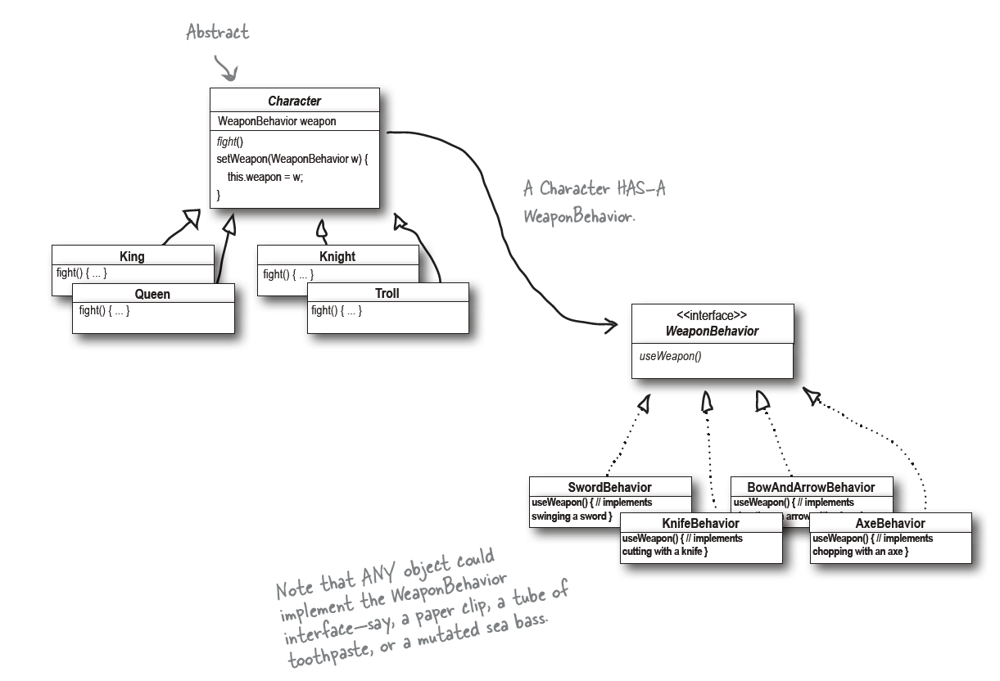 Abstract
Character
WeaponBehavior weapon
fight()
setWeapon(WeaponBehavior w) {
this.weapon = w;
}
A Character HAS-A
WeaponBehavior.
King
fight() { ... }
Queen
fight() { ... }
Knight
fight() { ... }
Troll
fight() { ... }
<<interface>>
WeaponBehavior
useWeapon()
SwordBehavior
useWeapon() { // implements
swinging a sword }
KnifeBehavior
useWeapon() { // implements
cutting with a knife }
BowAndArrowBehavior
useWeapon() { // implements
arrow
AxeBehavior
useWeapon() { // implements
chopping with an axe }
Note that ANY object could
implement the WeaponBehavior
interface—say, a paper clip, a tube of
toothpaste, or a mutated sea bass.